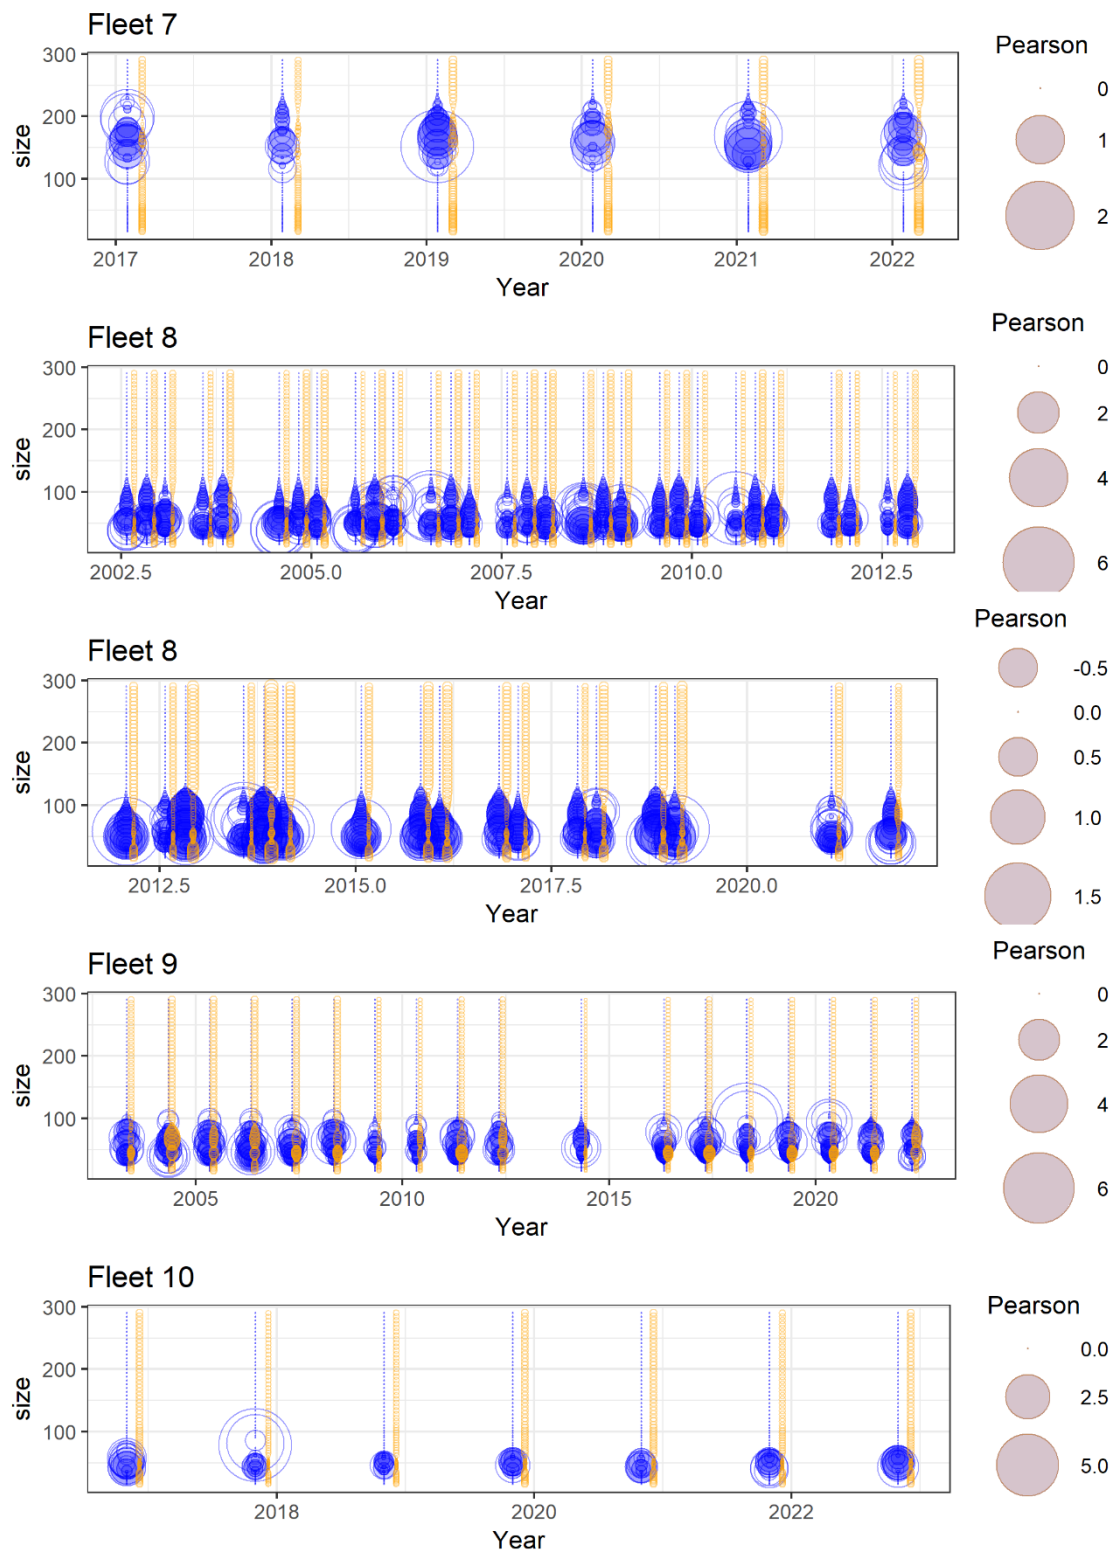 Fleet 7
300
200
100
size
2017 2018 2019 2020 2021 2022
Year
Pearson
0
1
2
Fleet 8
300
200
100
size
2002.5 2005.0 2007.5 2010.0 2012.5
Year
Pearson
0
2
4
6
Fleet 8
300
200
100
size
2012.5 2015.0 2017.5 2020.0
Year
Pearson
-0.5
0.0
0.5
1.0
1.5
Fleet 9
300
200
100
size
2005 2010 2015 2020
Year
Pearson
0
2
4
6
Fleet 10
300
200
100
size
2018 2020 2022
Year
Pearson
0.0
2.5
5.0